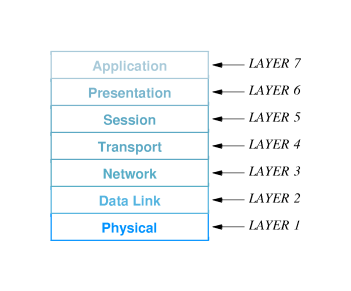 Application LAYER 7
Presentation LAYER 6
Session LAYER 5
Transport LAYER 4
Network LAYER 3
Data Link LAYER 2
Physical LAYER 1